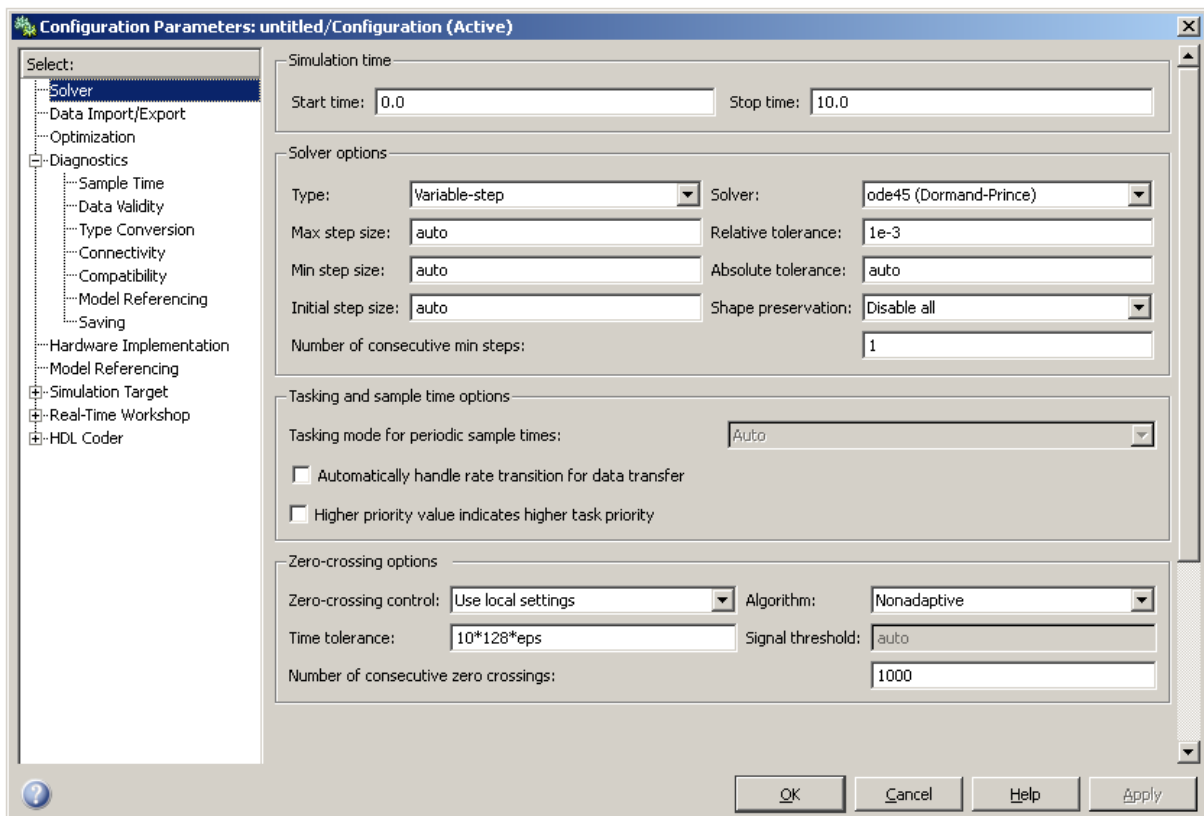 Configuration Parameters: untitled/Configuration (Active)
Select:
Solver
Data Import/Export
Optimization
Diagnostics
Sample Time
Data Validity
Type Conversion
Connectivity
Compatibility
Model Referencing
Saving
Hardware Implementation
Model Referencing
Simulation Target
Real-Time Workshop
HDL Coder
Simulation time
Start time: 0.0 Stop time: 10.0
Solver options
Type: Variable-step Solver: ode45 (Dormand-Prince)
Max step size: auto Relative tolerance: 1e-3
Min step size: auto Absolute tolerance: auto
Initial step size: auto Shape preservation: Disable all
Number of consecutive min steps: 1
Tasking and sample time options
Tasking mode for periodic sample times: Auto
Automatically handle rate transition for data transfer
Higher priority value indicates higher task priority
Zero-crossing options
Zero-crossing control: Use local settings Algorithm: Nonadaptive
Time tolerance: 10*128*eps Signal threshold: auto
Number of consecutive zero crossings: 1000
OK Cancel Help Apply